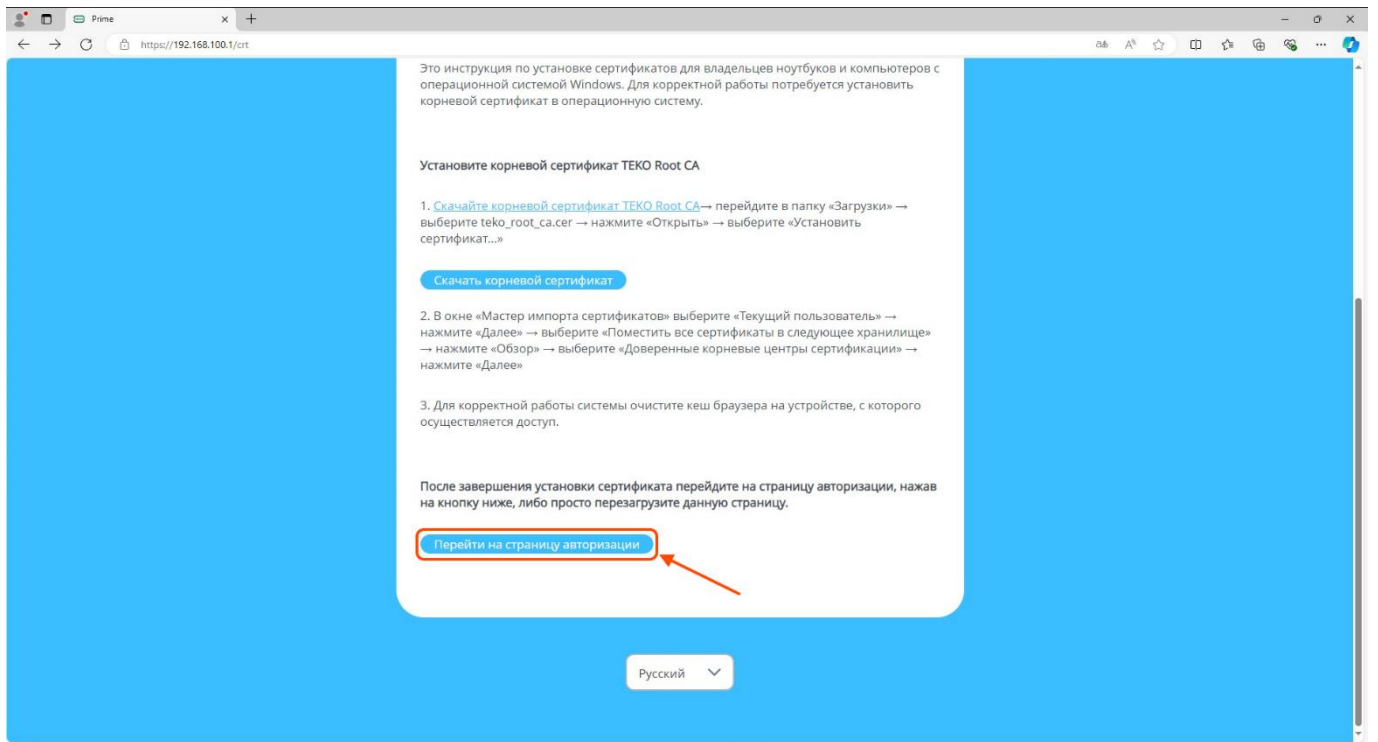 Prime
https://192.168.100.1/crt
Это инструкция по установке сертификатов для владельцев ноутбуков и компьютеров с
операционной системой Windows. Для корректной работы потребуется установить
корневой сертификат в операционную систему.
Установите корневой сертификат TEKO Root CA
1. Скачайте корневой сертификат TEKO Root CA→ перейдите в папку «Загрузки» →
выберите teko_root_ca.cer → нажмите «Открыть» → выберите «Установить
сертификат...»
Скачать корневой сертификат
2. В окне «Мастер импорта сертификатов» выберите «Текущий пользователь» →
нажмите «Далее» → выберите «Поместить все сертификаты в следующее хранилище»
→ нажмите «Обзор» → выберите «Доверенные корневые центры сертификации» →
нажмите «Далее»
3. Для корректной работы системы очистите кеш браузера на устройстве, с которого
осуществляется доступ.
После завершения установки сертификата перейдите на страницу авторизации, нажав
на кнопку ниже, либо просто перезагрузите данную страницу.
Перейти на страницу авторизации
Русский